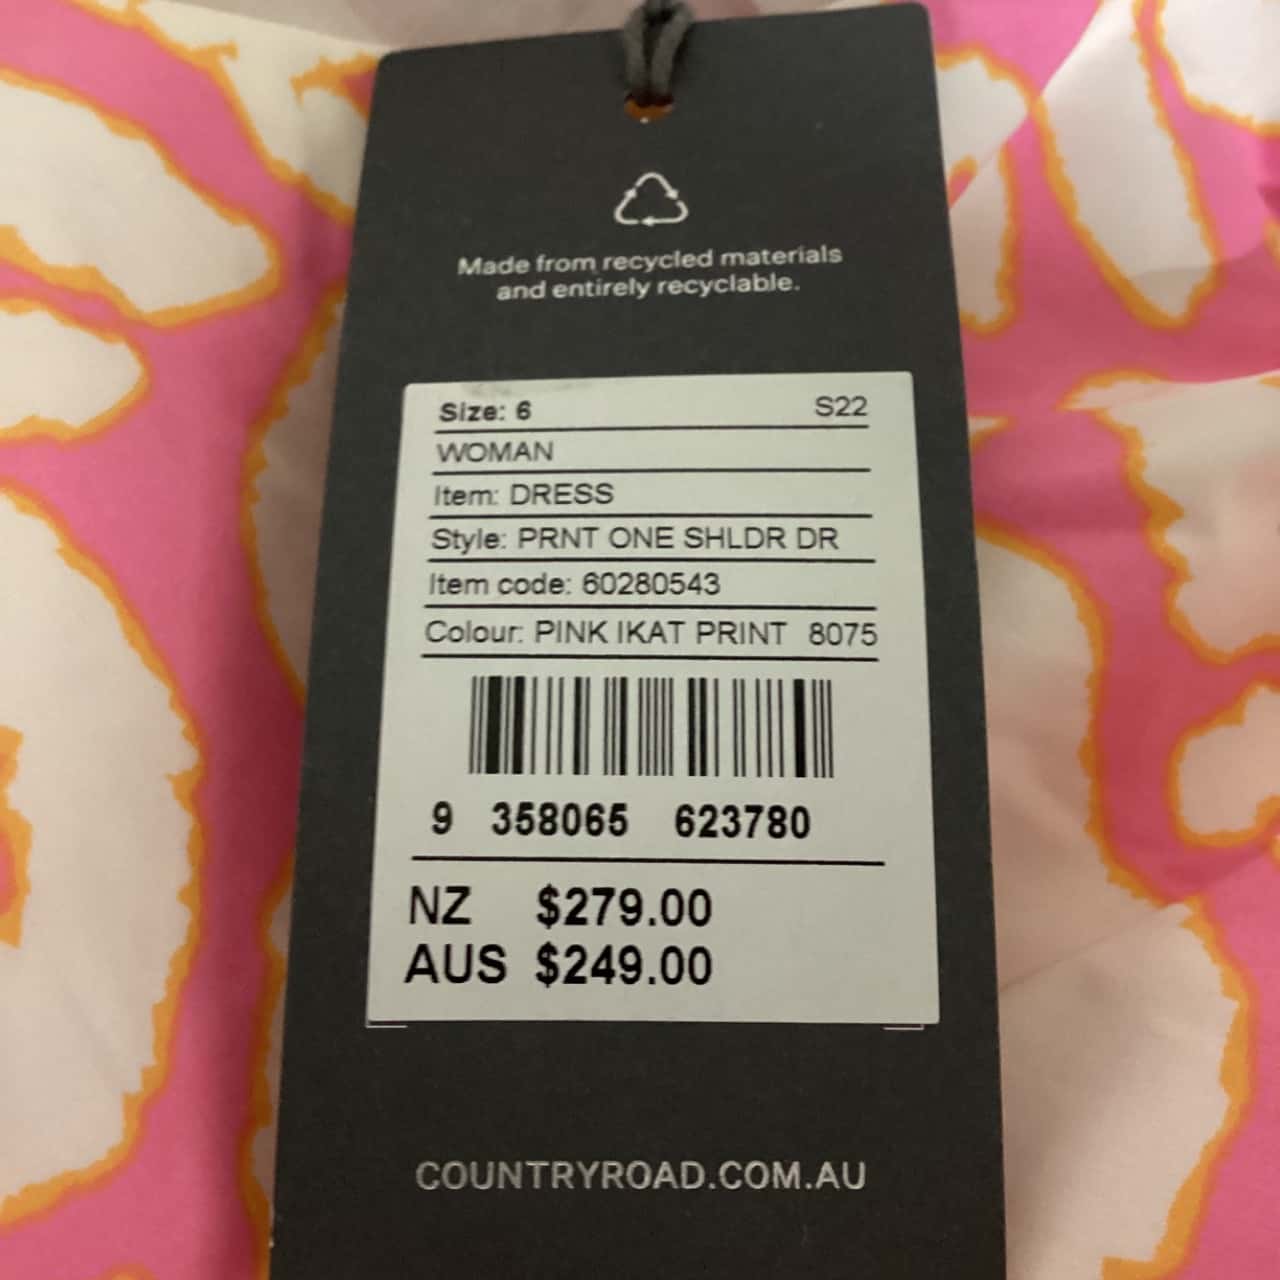 Made from recycled materials
and entirely recyclable.
Size: 6 S22
WOMAN
Item: DRESS
Style: PRNT ONE SHLDR DR
Item code: 60280543
Colour: PINK IKAT PRINT 8075
9 358065 623780
NZ $279.00
AUS $249.00
COUNTRYROAD.COM.AU